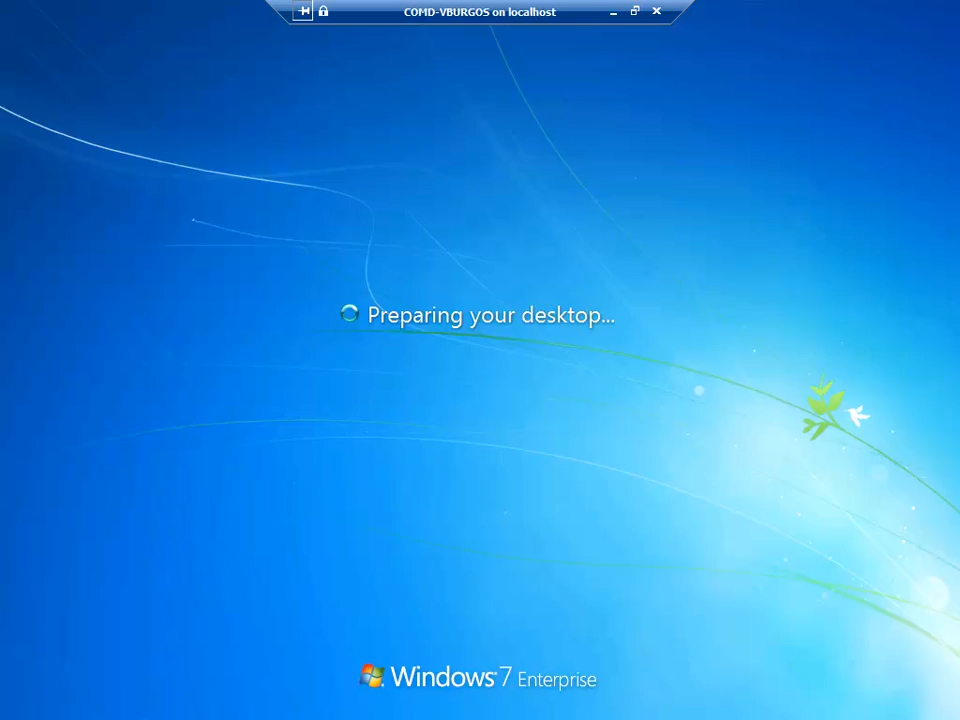 COMD-VBURGOS on localhost
Preparing your desktop...
Windows 7 Enterprise